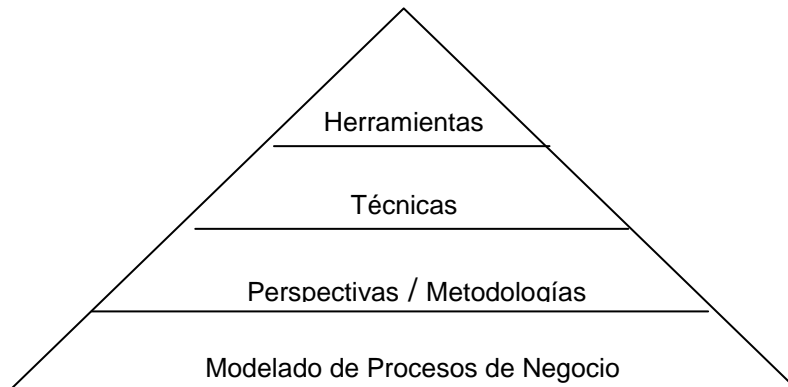 Herramientas
Técnicas
Perspectivas / Metodologías
Modelado de Procesos de Negocio